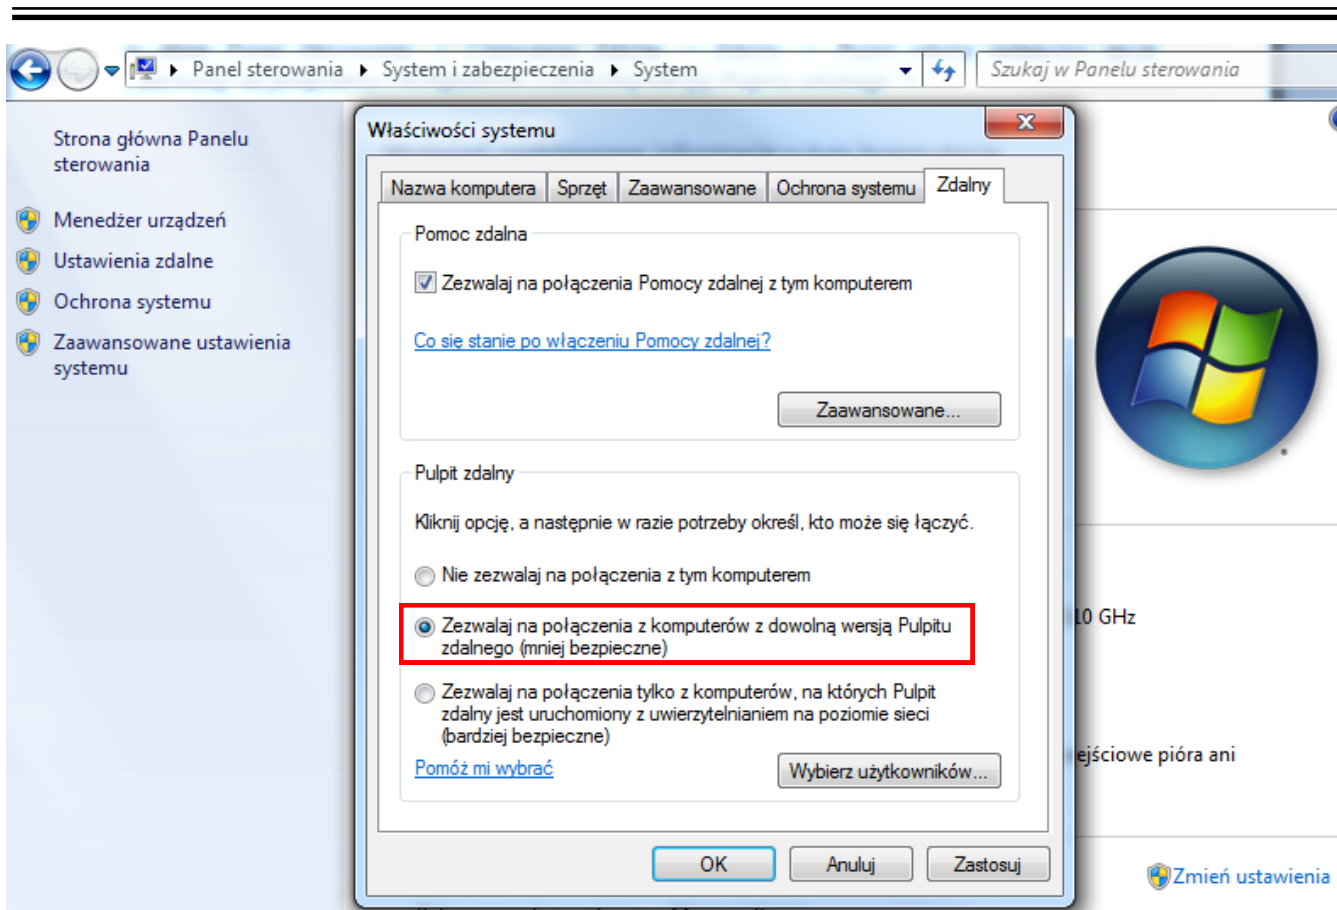 Panel sterowania System i zabezpieczenia System
Szukaj w Panelu sterowania
Strona główna Panelu
sterowania
Menedżer urządzeń
Ustawienia zdalne
Ochrona systemu
Zaawansowane ustawienia
systemu
Właściwości systemu
Nazwa komputera Sprzęt Zaawansowane Ochrona systemu Zdalny
Pomoc zdalna
Zezwalaj na połączenia Pomocy zdalnej z tym komputerem
Co się stanie po włączeniu Pomocy zdalnej?
Zaawansowane...
Pulpit zdalny
Kliknij opcję, a następnie w razie potrzeby określ, kto może się łączyć.
Nie zezwalaj na połączenia z tym komputerem
Zezwalaj na połączenia z komputerów z dowolną wersją Pulpitu
zdalnego (mniej bezpieczne)
Zezwalaj na połączenia tylko z komputerów, na których Pulpit
zdalny jest uruchomiony z uwierzytelnianiem na poziomie sieci
(bardziej bezpieczne)
Pomóż mi wybrać
Wybierz użytkowników...
OK Anuluj Zastosuj
10 GHz
ejściowe pióra ani
Zmień ustawienia